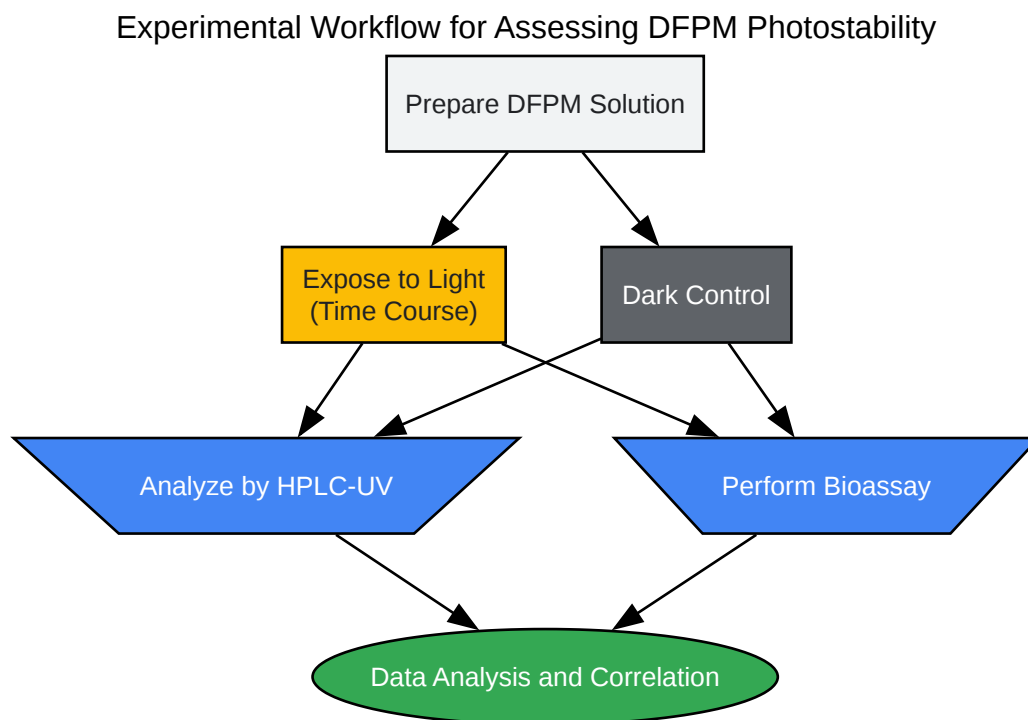 Experimental Workflow for Assessing DFPM Photostability
Prepare DFPM Solution
Expose to Light
(Time Course)
Dark Control
Analyze by HPLC-UV
Perform Bioassay
Data Analysis and Correlation